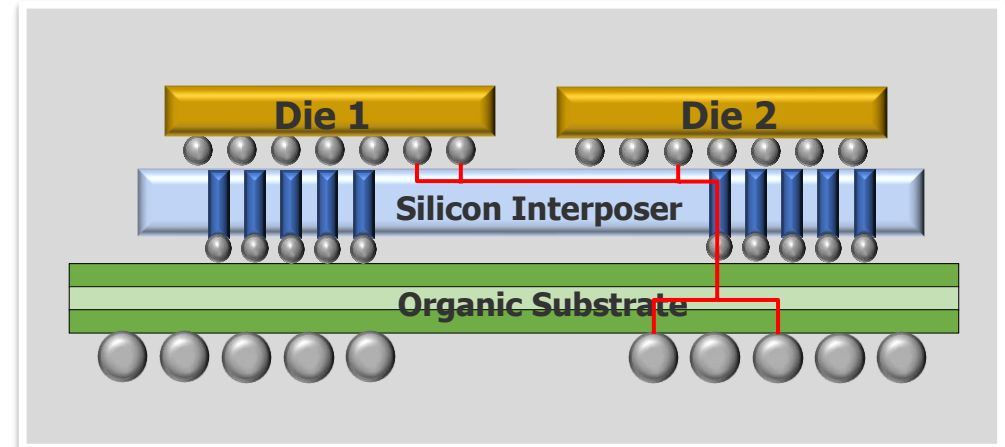 Die 1
Die 2
Silicon Interposer
Organic Substrate